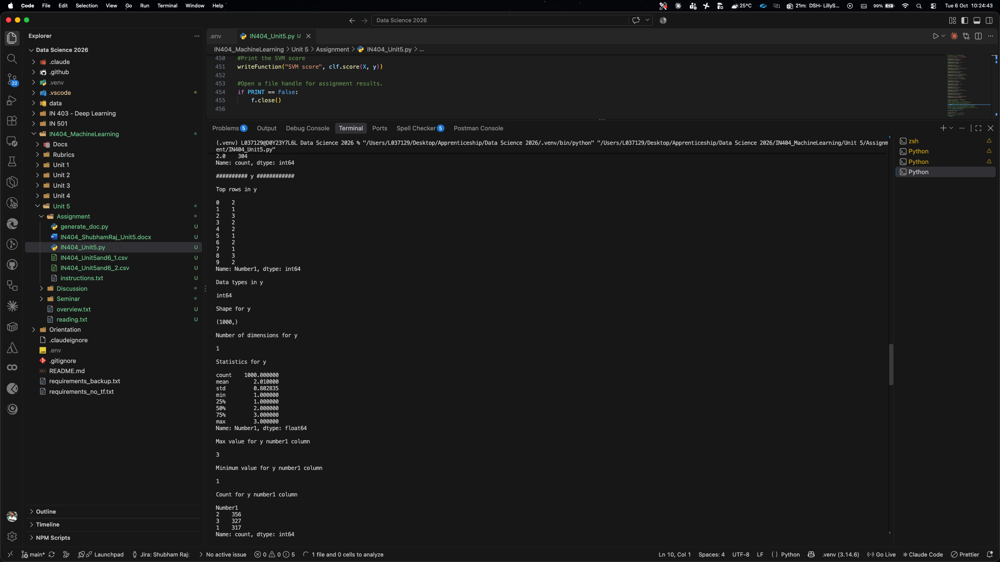 Code File Edit Selection View Go Run Terminal Window Help
25°C 21m: DSH- LillyS... 99% Tue 6 Oct 10:24:43
Data Science 2026
Explorer
Data Science 2026
.claude
.github
.venv
.vscode
data
IN 403 - Deep Learning
IN 501
IN404_MachineLearning
Docs
Rubrics
Unit 1
Unit 2
Unit 3
Unit 4
Unit 5
Assignment
generate_doc.py U
IN404_ShubhamRaj_Unit5.docx U
IN404_Unit5.py U
IN404_Unit5and6_1.csv U
IN404_Unit5and6_2.csv U
instructions.txt U
Discussion
Seminar
overview.txt U
reading.txt U
Orientation
.claudeignore
.env
.gitignore
README.md
requirements_backup.txt
requirements_no_tf.txt
Outline
Timeline
NPM Scripts
22
.env IN404_Unit5.py U
IN404_MachineLearning > Unit 5 > Assignment > IN404_Unit5.py > ...
450 #Print the SVM score
451 writeFunction("SVM score", clf.score(X, y))
452
453 #Open a file handle for assignment results.
454 if PRINT == False:
455 f.close()
456
Problems 5 Output Debug Console Terminal Ports Spell Checker 5 Postman Console
(.venv) L037129@D0Y23Y7L6L Data Science 2026 % "/Users/L037129/Desktop/Apprenticeship/Data Science 2026/.venv/bin/python" "/Users/L037129/Desktop/Apprenticeship/Data Science 2026/IN404_MachineLearning/Unit 5/Assignm
ent/IN404_Unit5.py"
2.0 304
Name: count, dtype: int64
########## y ############
Top rows in y
0 2
1 1
2 3
3 2
4 2
5 1
6 2
7 1
8 3
9 2
Name: Number1, dtype: int64
Data types in y
int64
Shape for y
(1000,)
Number of dimensions for y
1
Statistics for y
count 1000.000000
mean 2.010000
std 0.802835
min 1.000000
25% 1.000000
50% 2.000000
75% 3.000000
max 3.000000
Name: Number1, dtype: float64
Max value for y number1 column
3
Minimum value for y number1 column
1
Count for y number1 column
Number1
2 356
3 327
1 317
Name: count, dtype: int64
zsh
Python
Python
Python
main* Launchpad Jira: Shubham Raj: No active issue 0 0 5 1 file and 0 cells to analyze
Ln 10, Col 1 Spaces: 4 UTF-8 LF { } Python .venv (3.14.6) Go Live Claude Code Prettier